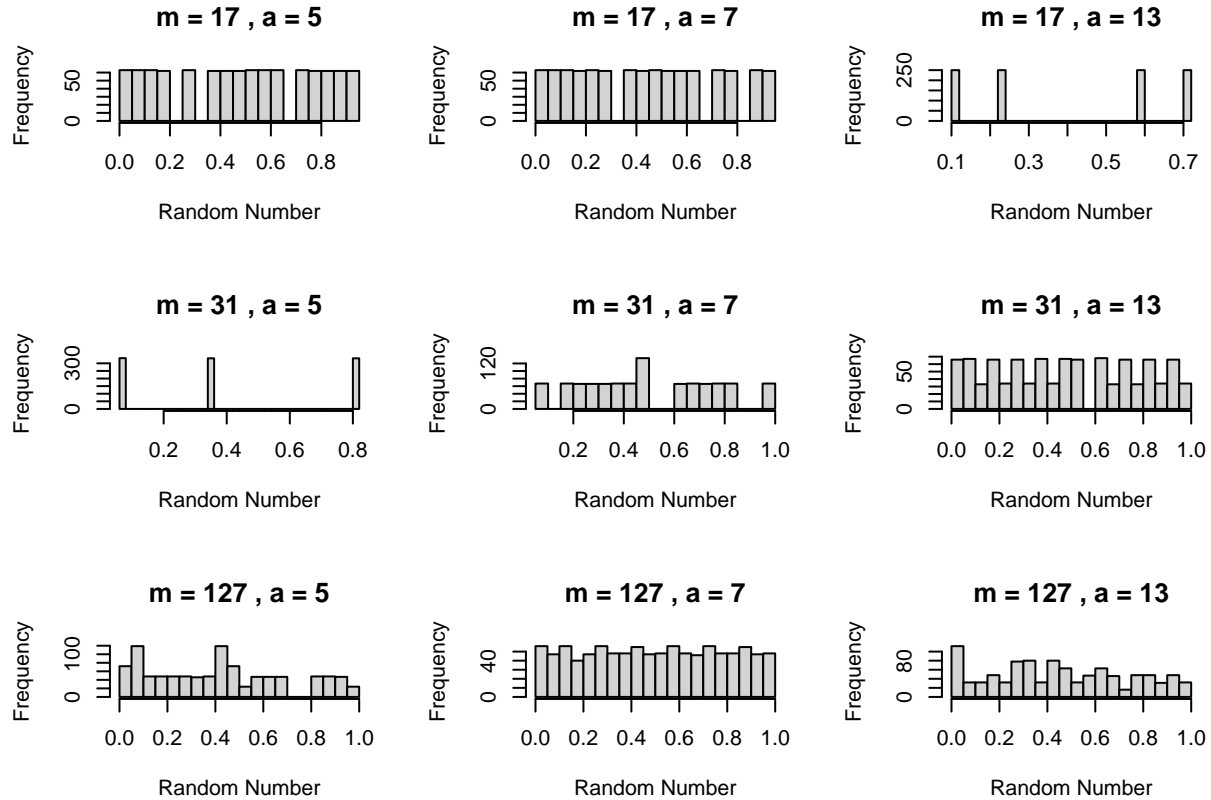 m = 17 , a = 5
Frequency
0 50
0.0 0.2 0.4 0.6 0.8
Random Number
m = 17 , a = 7
Frequency
0 50
0.0 0.2 0.4 0.6 0.8
Random Number
m = 17 , a = 13
Frequency
0 250
0.1 0.3 0.5 0.7
Random Number
m = 31 , a = 5
Frequency
0 300
0.2 0.4 0.6 0.8
Random Number
m = 31 , a = 7
Frequency
0 120
0.2 0.4 0.6 0.8 1.0
Random Number
m = 31 , a = 13
Frequency
0 50
0.0 0.2 0.4 0.6 0.8 1.0
Random Number
m = 127 , a = 5
Frequency
0 100
0.0 0.2 0.4 0.6 0.8 1.0
Random Number
m = 127 , a = 7
Frequency
0 40
0.0 0.2 0.4 0.6 0.8 1.0
Random Number
m = 127 , a = 13
Frequency
0 80
0.0 0.2 0.4 0.6 0.8 1.0
Random Number